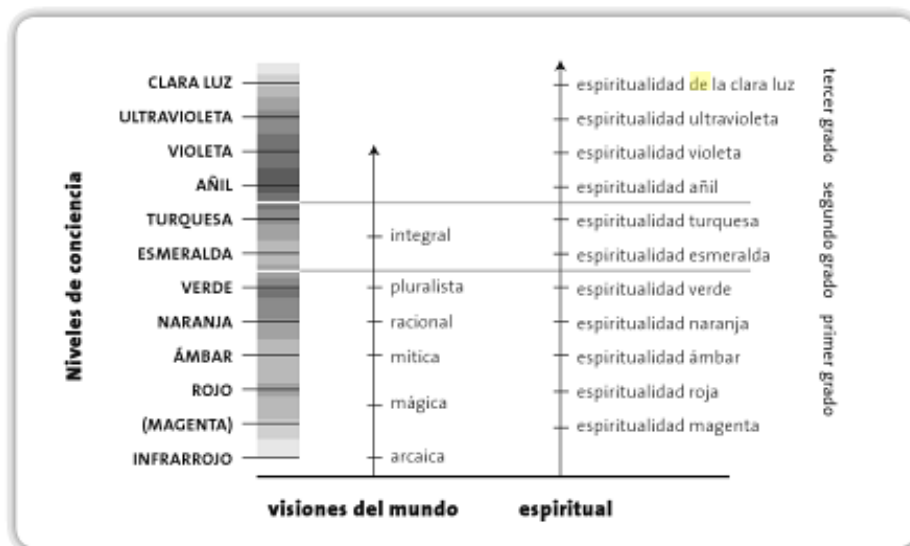 Niveles de conciencia
CLARA LUZ
ULTRAVIOLETA
VIOLETA
AÑIL
TURQUESA
ESMERALDA
VERDE
NARANJA
ÁMBAR
ROJO
(MAGENTA)
INFRARROJO
integral
pluralista
racional
mitica
mágica
arcaica
visiones del mundo
espiritualidad de la clara luz
espiritualidad ultravioleta
espiritualidad violeta
espiritualidad añil
espiritualidad turquesa
espiritualidad esmeralda
espiritualidad verde
espiritualidad naranja
espiritualidad ámbar
espiritualidad roja
espiritualidad magenta
espiritual
tercer grado
segundo grado
primer grado